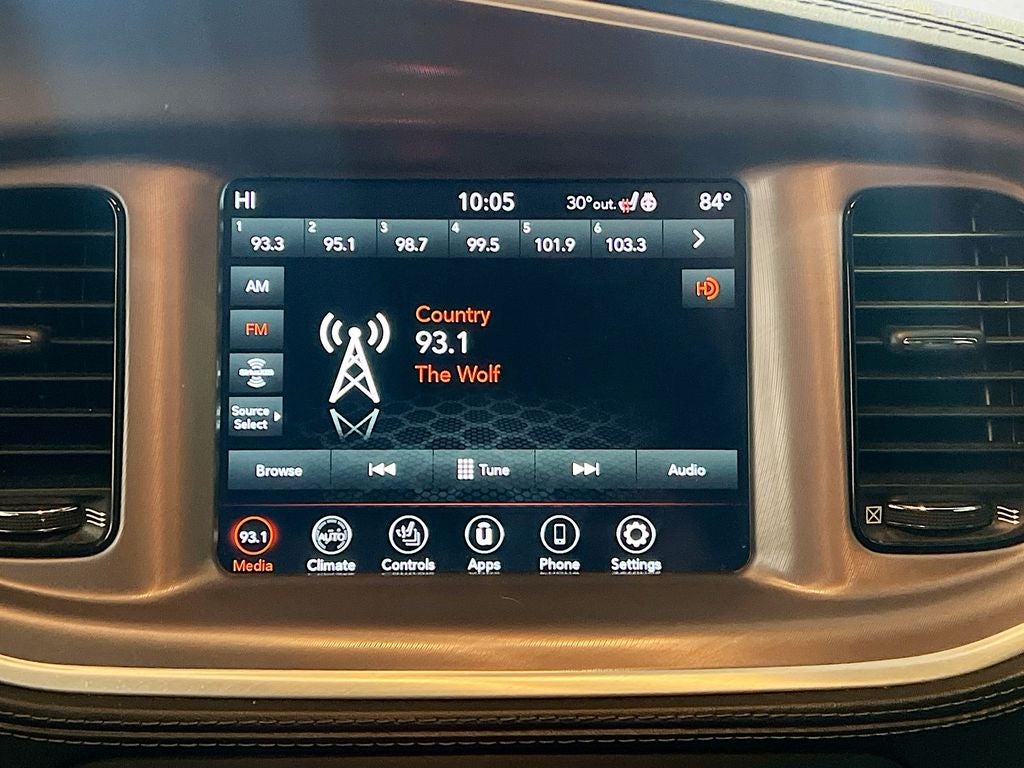 HI 10:05 30° out. 84°
1 2 3 4 5 6
93.3 95.1 98.7 99.5 101.9 103.3
AM
HD
FM
Country
93.1
The Wolf
Source
Select
Browse Tune Audio
93.1 AUTO
Media Climate Controls Apps Phone Settings